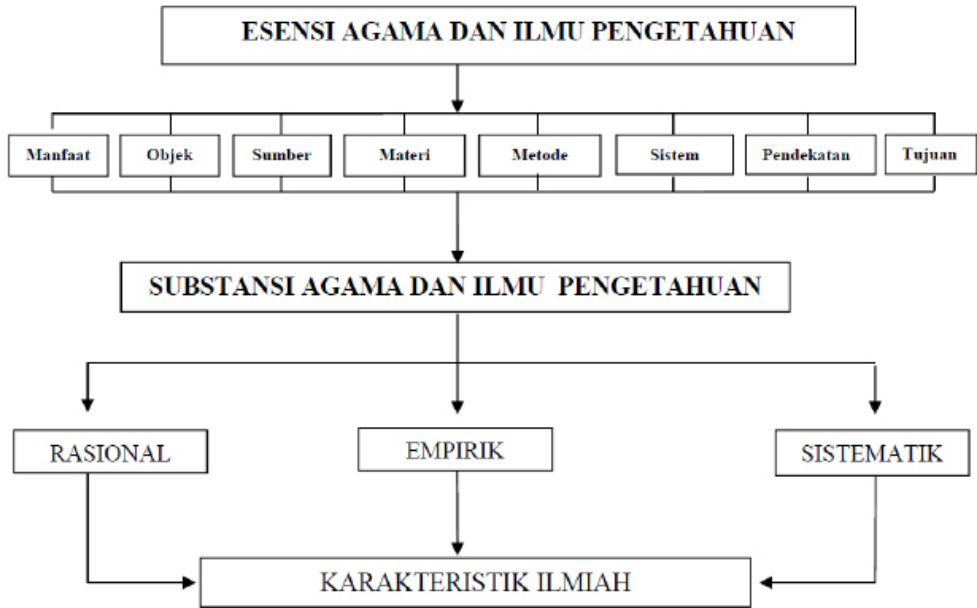 ESENSI AGAMA DAN ILMU PENGETAHUAN
Manfaat
Objek
Sumber
Materi
Metode
Sistem
Pendekatan
Tujuan
SUBSTANSI AGAMA DAN ILMU PENGETAHUAN
RASIONAL
EMPIRIK
SISTEMATIK
KARAKTERISTIK ILMIAH